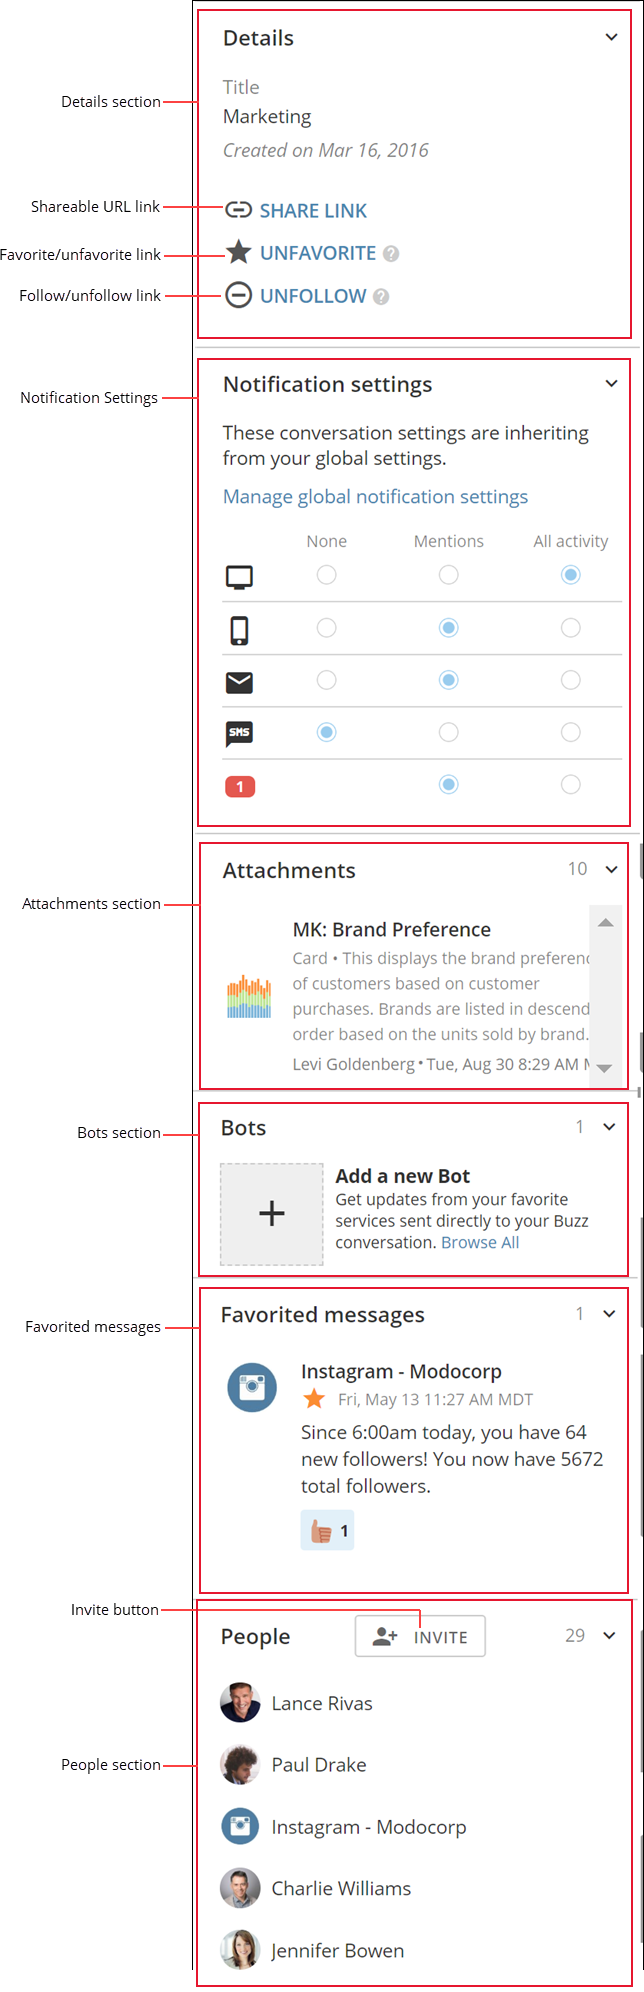 Details
Title
Details section
Marketing
Created on Mar 16, 2016
Shareable URL link
SHARE LINK
Favorite/unfavorite link
UNFAVORITE ?
Follow/unfollow link
UNFOLLOW ?
Notification settings
Notification Settings
These conversation settings are inheriting
from your global settings.
Manage global notification settings
None Mentions All activity
SMS
1
Attachments 10
Attachments section
MK: Brand Preference
Card • This displays the brand preferenc
of customers based on customer
purchases. Brands are listed in descend
order based on the units sold by brand.
Levi Goldenberg • Tue, Aug 30 8:29 AM
Bots 1
Bots section
Add a new Bot
Get updates from your favorite
services sent directly to your Buzz
conversation. Browse All
Favorited messages 1
Favorited messages
Instagram - Modocorp
Fri, May 13 11:27 AM MDT
Since 6:00am today, you have 64
new followers! You now have 5672
total followers.
1
Invite button
People INVITE 29
Lance Rivas
People section
Paul Drake
Instagram - Modocorp
Charlie Williams
Jennifer Bowen